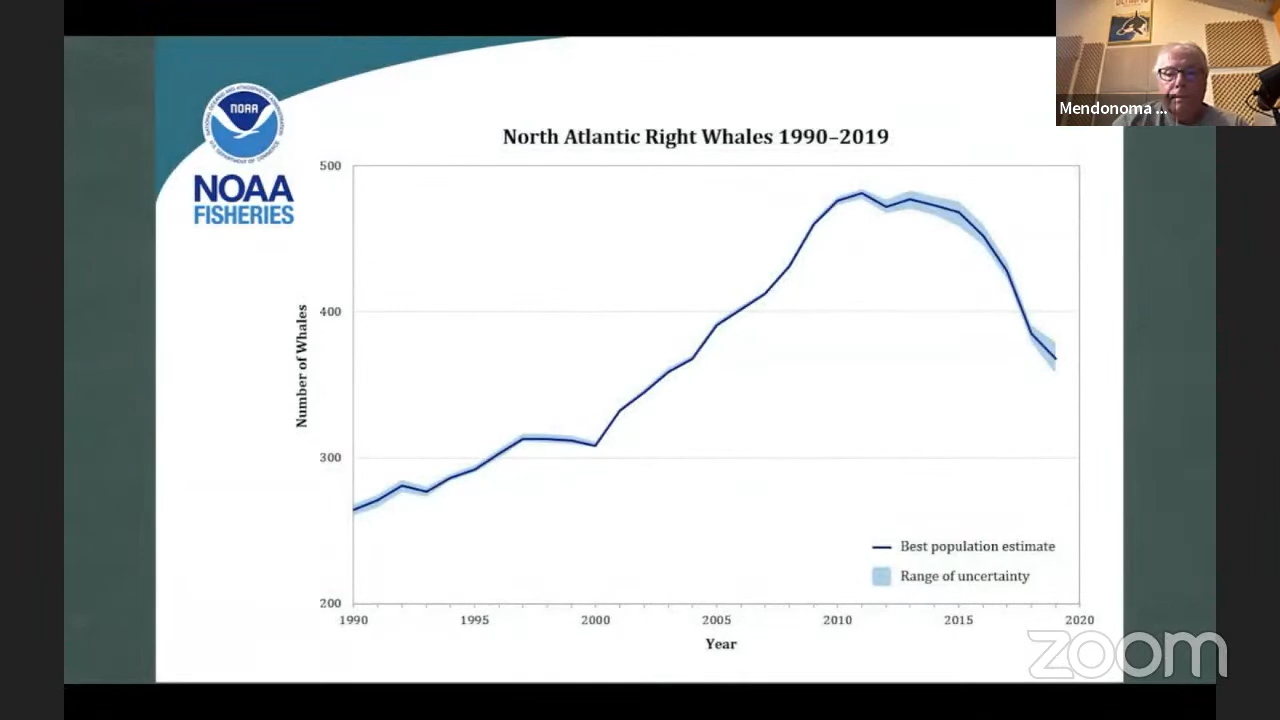 Mendonoma ...
NOAA
NOAA
FISHERIES
North Atlantic Right Whales 1990–2019
500
400
300
200
Number of Whales
1990
1995
2000
2005
2010
2015
2020
Year
Best population estimate
Range of uncertainty
zoom